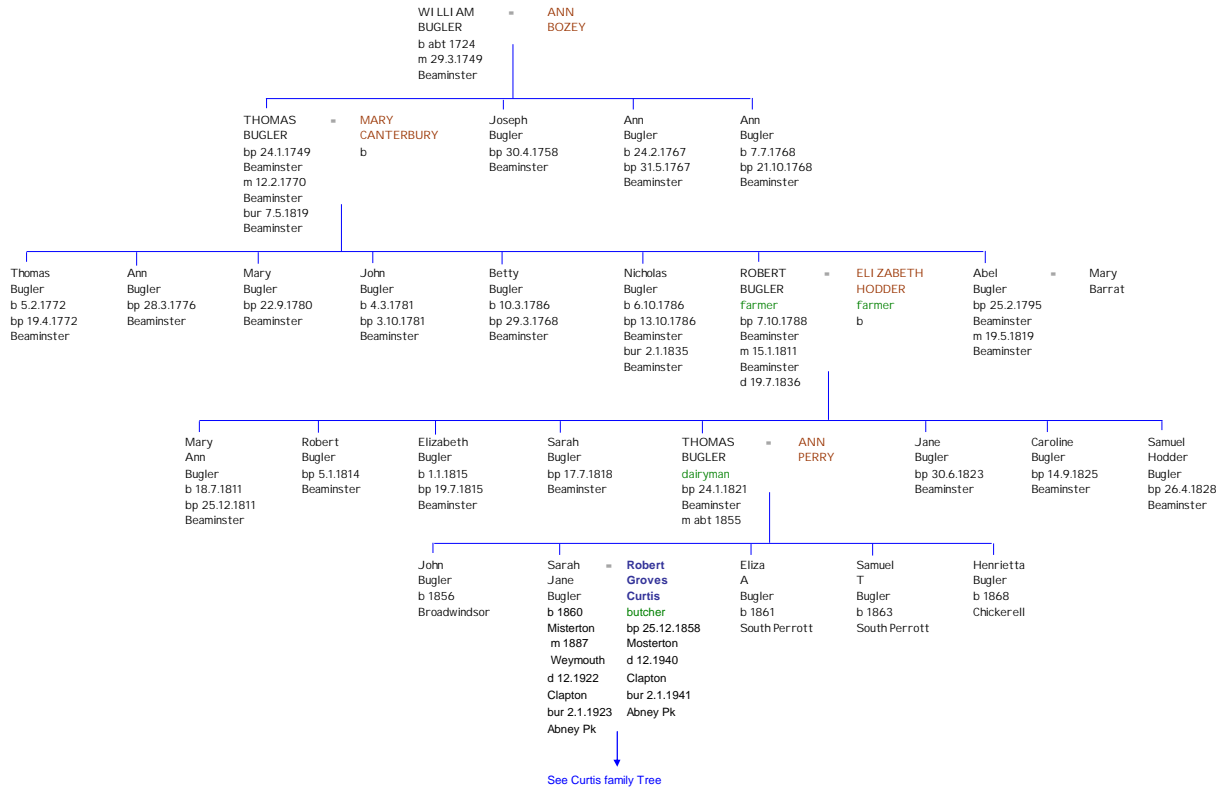 WILLIAM
BUGLER
b abt 1724
m 29.3.1749
Beaminster
=
ANN
BOZEY
THOMAS
BUGLER
bp 24.1.1749
Beaminster
m 12.2.1770
Beaminster
bur 7.5.1819
Beaminster
=
MARY
CANTERBURY
b
Joseph
Bugler
bp 30.4.1758
Beaminster
Ann
Bugler
b 24.2.1767
bp 31.5.1767
Beaminster
Ann
Bugler
b 7.7.1768
bp 21.10.1768
Beaminster
Thomas
Bugler
b 5.2.1772
bp 19.4.1772
Beaminster
Ann
Bugler
bp 28.3.1776
Beaminster
Mary
Bugler
bp 22.9.1780
Beaminster
John
Bugler
b 4.3.1781
bp 3.10.1781
Beaminster
Betty
Bugler
b 10.3.1786
bp 29.3.1768
Beaminster
Nicholas
Bugler
b 6.10.1786
bp 13.10.1786
Beaminster
bur 2.1.1835
Beaminster
ROBERT
BUGLER
farmer
bp 7.10.1788
Beaminster
m 15.1.1811
Beaminster
d 19.7.1836
=
ELIZABETH
HODDER
farmer
b
Abel
Bugler
bp 25.2.1795
Beaminster
m 19.5.1819
Beaminster
=
Mary
Barrat
Mary
Ann
Bugler
b 18.7.1811
bp 25.12.1811
Beaminster
Robert
Bugler
bp 5.1.1814
Beaminster
Elizabeth
Bugler
b 1.1.1815
bp 19.7.1815
Beaminster
Sarah
Bugler
bp 17.7.1818
Beaminster
THOMAS
BUGLER
dairyman
bp 24.1.1821
Beaminster
m abt 1855
=
ANN
PERRY
Jane
Bugler
bp 30.6.1823
Beaminster
Caroline
Bugler
bp 14.9.1825
Beaminster
Samuel
Hodder
Bugler
bp 26.4.1828
Beaminster
John
Bugler
b 1856
Broadwindsor
Sarah
Jane
Bugler
b 1860
Misterton
m 1887
Weymouth
d 12.1922
Clapton
bur 2.1.1923
Abney Pk
=
Robert
Groves
Curtis
butcher
bp 25.12.1858
Mosterton
d 12.1940
Clapton
bur 2.1.1941
Abney Pk
Eliza
A
Bugler
b 1861
South Perrott
Samuel
T
Bugler
b 1863
South Perrott
Henrietta
Bugler
b 1868
Chickerell
See Curtis family Tree